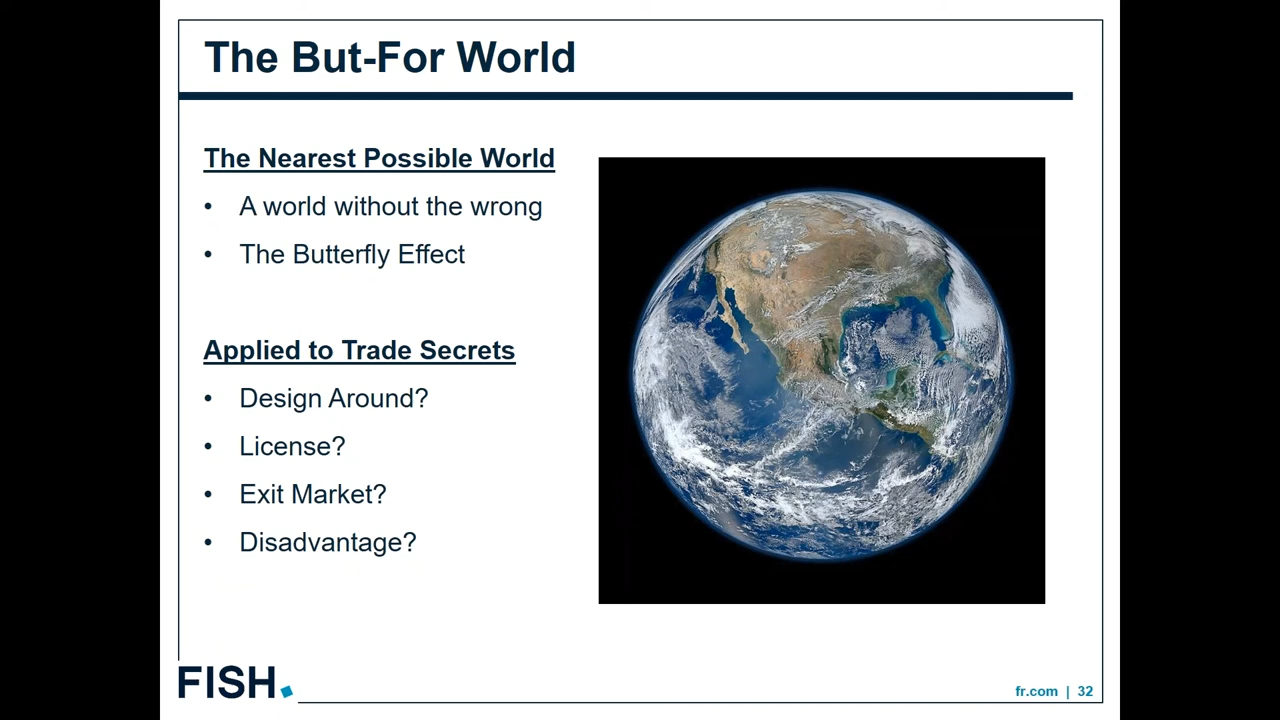 The But-For World
The Nearest Possible World
• A world without the wrong
• The Butterfly Effect
Applied to Trade Secrets
• Design Around?
• License?
• Exit Market?
• Disadvantage?
FISH
fr.com | 32